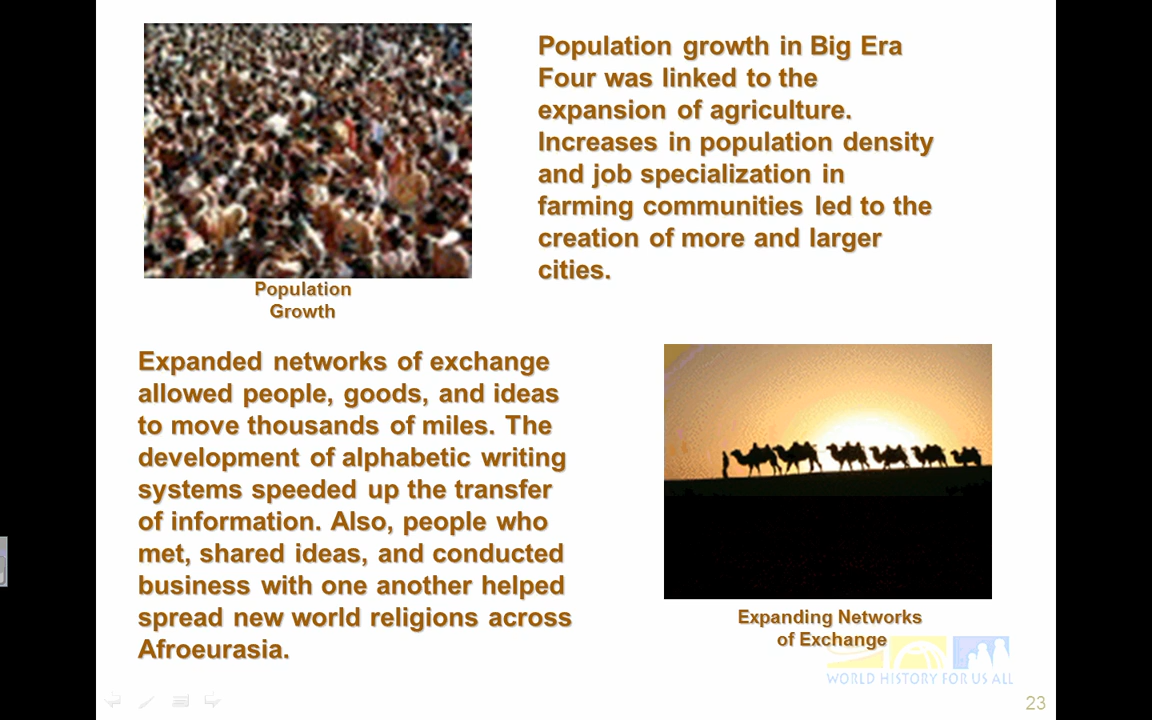 Population growth in Big Era
Four was linked to the
expansion of agriculture.
Increases in population density
and job specialization in
farming communities led to the
creation of more and larger
cities.
Population
Growth
Expanded networks of exchange
allowed people, goods, and ideas
to move thousands of miles. The
development of alphabetic writing
systems speeded up the transfer
of information. Also, people who
met, shared ideas, and conducted
business with one another helped
spread new world religions across
Afroeurasia.
Expanding Networks
of Exchange
WORLD HISTORY FOR US ALL
23